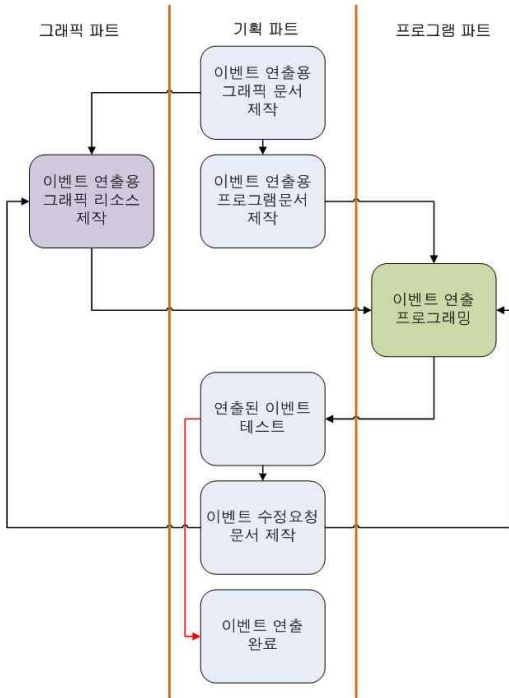 그래픽 파트
기획 파트
프로그램 파트
이벤트 연출용
그래픽 문서
제작
이벤트 연출용
그래픽 리소스
제작
이벤트 연출용
프로그램문서
제작
이벤트 연출
프로그래밍
연출된 이벤트
테스트
이벤트 수정요청
문서 제작
이벤트 연출
완료